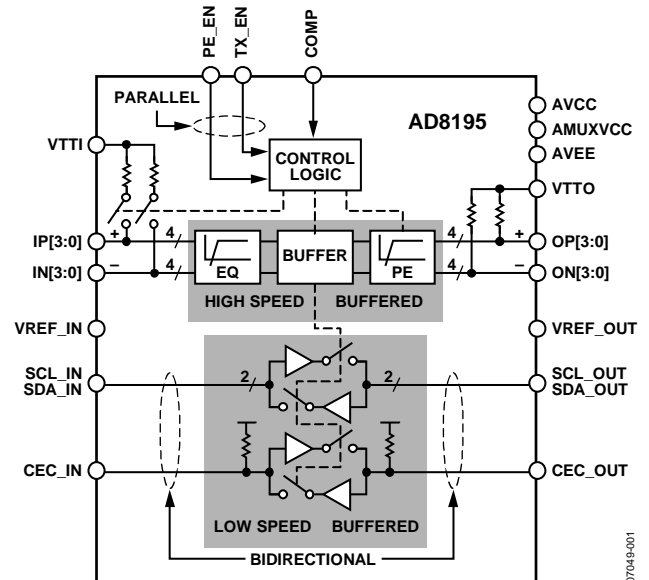 PE_EN
TX_EN
COMP
PARALLEL
AD8195
AVCC
AMUXVCC
AVEE
VTTI
CONTROL
LOGIC
VTTO
IP[3:0]
+
4
4
+
OP[3:0]
EQ
BUFFER
PE
IN[3:0]
–
4
4
–
ON[3:0]
HIGH SPEED
BUFFERED
VREF_IN
VREF_OUT
SCL_IN
SDA_IN
2
2
SCL_OUT
SDA_OUT
CEC_IN
CEC_OUT
LOW SPEED
BUFFERED
BIDIRECTIONAL
07049-001